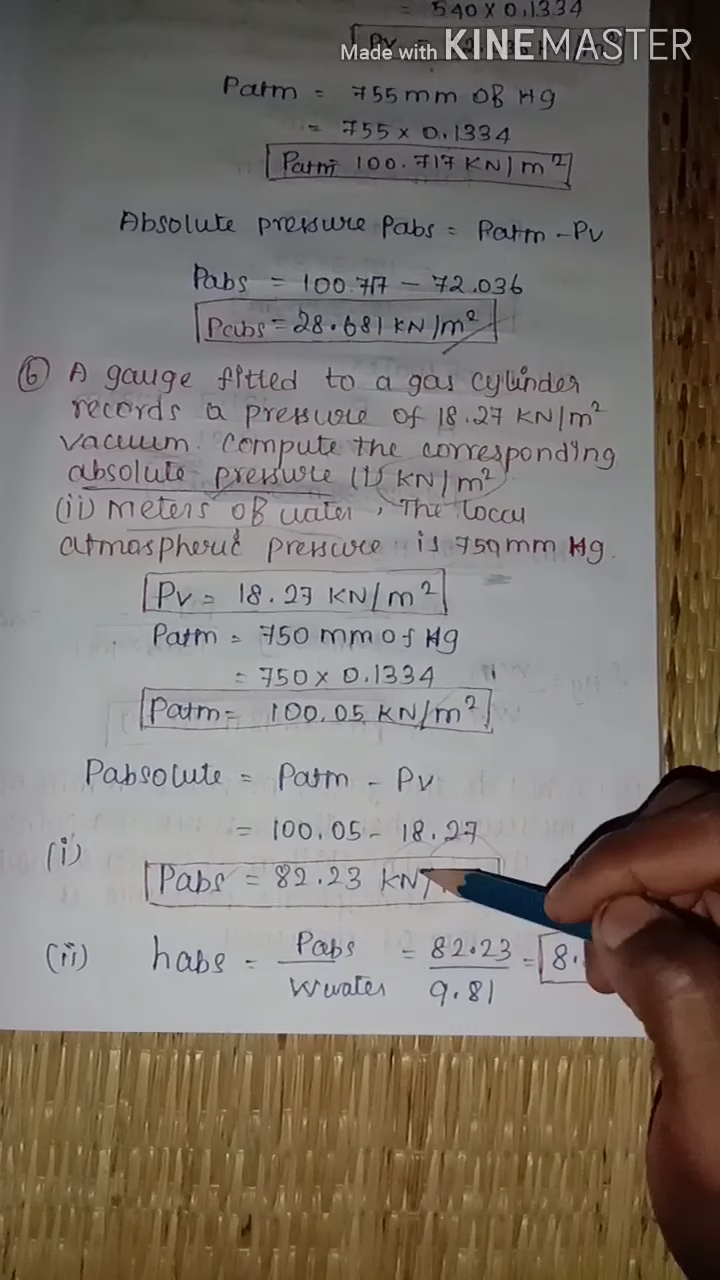 = 540 X 0.1334
Made with KINEMASTER
Patm = 755 mm OB Hg
= 755 x 0.1334
Patm 100.717 KN/m²
Absolute pressure Pabs = Patm - Pv
Pabs = 100.717 - 72.036
Pabs = 28.681 KN/m²
6 A gauge fitted to a gas cylinder
records a pressure of 18.27 KN/m²
vacuum. Compute the corresponding
absolute pressure (i) KN/m²
(ii) meters OB water, The local
atmospheric pressure is 750 mm Hg.
Pv = 18.27 KN/m²
Patm = 750 mm of Hg
= 750 x 0.1334
Patm = 100.05 KN/m²
Pabsolute = Patm - Pv
= 100.05 - 18.27
(i)
Pabs = 82.23 KN/
(ii) habs = Pabs = 82.23 = 8.
Wwater 9.81